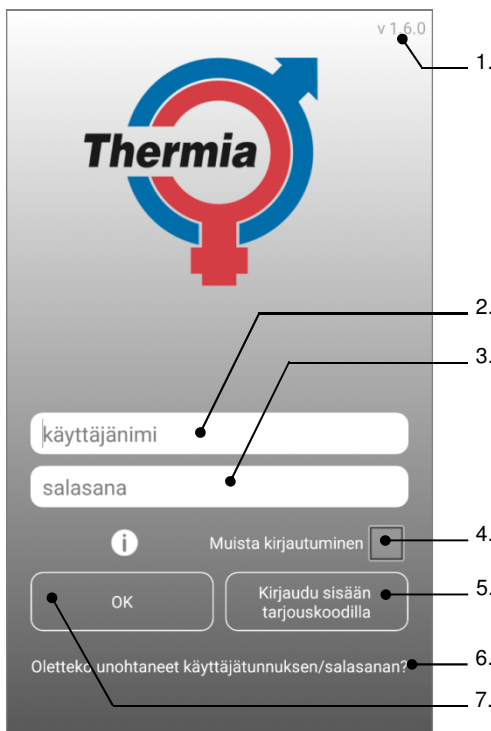 v 1.6.0
1.
Thermia
2.
3.
käyttäjänimi
salasana
Muista kirjautuminen
4.
OK
Kirjaudu sisään
tarjouskoodilla
5.
Oletteko unohtaneet käyttäjätunnuksen/salasanan?
6.
7.